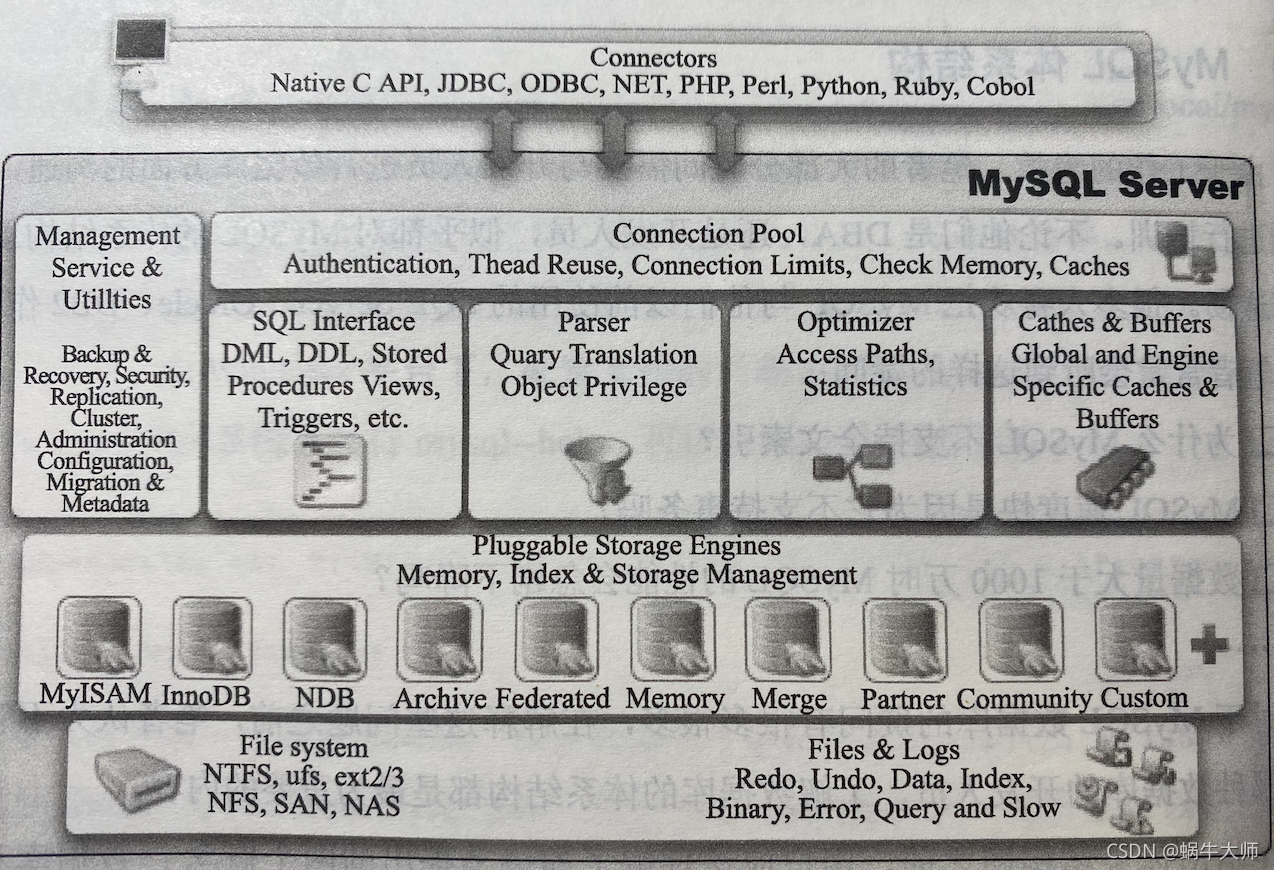 Connectors
Native C API, JDBC, ODBC, NET, PHP, Perl, Python, Ruby, Cobol
MySQL Server
Management
Service &
Utillties
Backup &
Recovery, Security,
Replication,
Cluster,
Administration
Configuration,
Migration &
Metadata
Connection Pool
Authentication, Thead Reuse, Connection Limits, Check Memory, Caches
SQL Interface
DML, DDL, Stored
Procedures Views,
Triggers, etc.
Parser
Quary Translation
Object Privilege
Optimizer
Access Paths,
Statistics
Cathes & Buffers
Global and Engine
Specific Caches &
Buffers
Pluggable Storage Engines
Memory, Index & Storage Management
MyISAM InnoDB NDB Archive Federated Memory Merge Partner Community Custom
File system
NTFS, ufs, ext2/3
NFS, SAN, NAS
Files & Logs
Redo, Undo, Data, Index,
Binary, Error, Query and Slow
CSDN @蜗牛大师